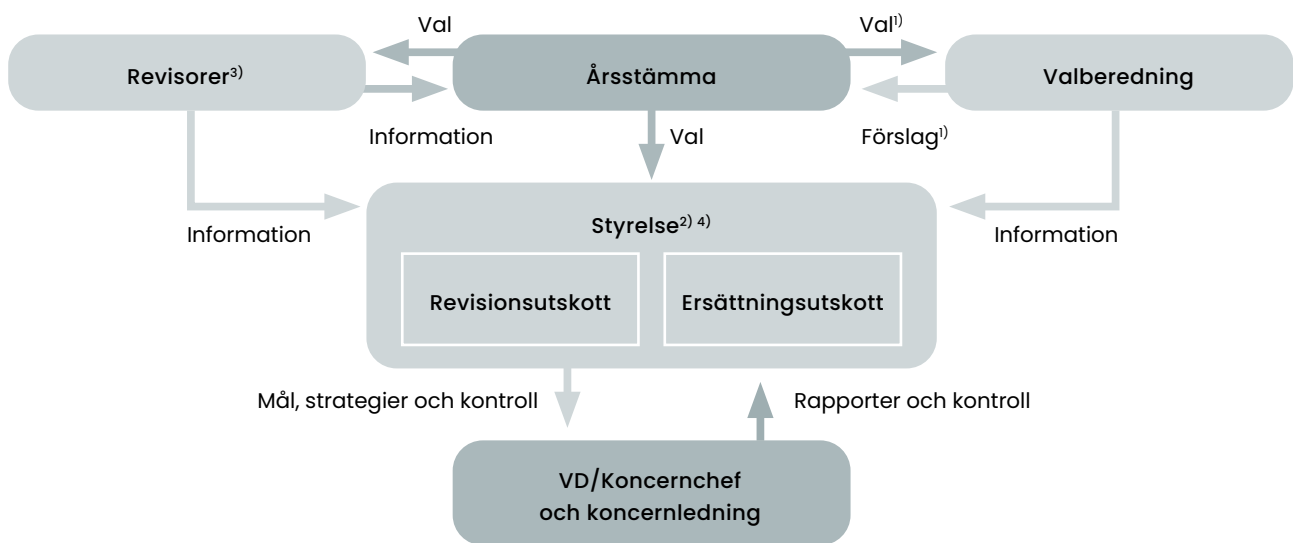 Val
Val¹⁾
Revisorer³⁾
Årsstämma
Valberedning
Information
Val
Förslag¹⁾
Styrelse²⁾ ⁴⁾
Information
Information
Revisionsutskott
Ersättningsutskott
Mål, strategier och kontroll
Rapporter och kontroll
VD/Koncernchef
och koncernledning